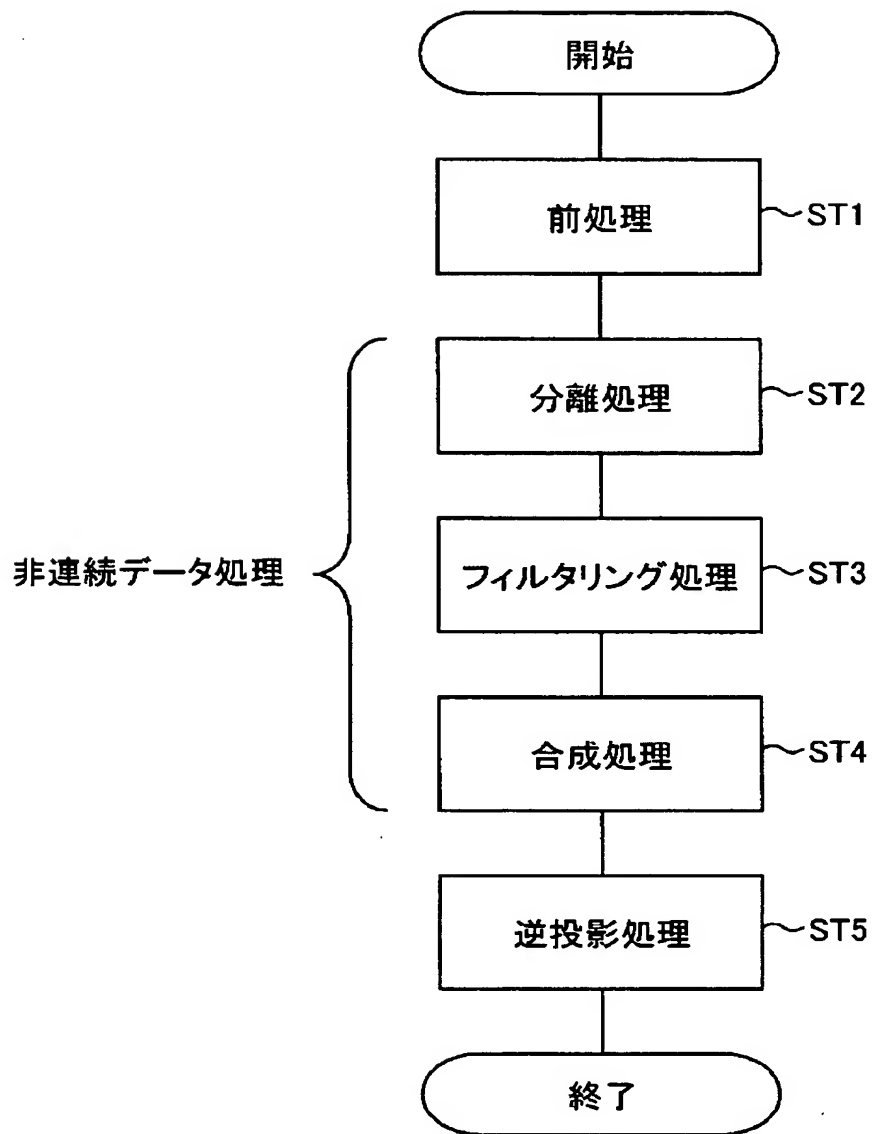 開始
前処理
ST1
分離処理
ST2
非連続データ処理
フィルタリング処理
ST3
合成処理
ST4
逆投影処理
ST5
終了